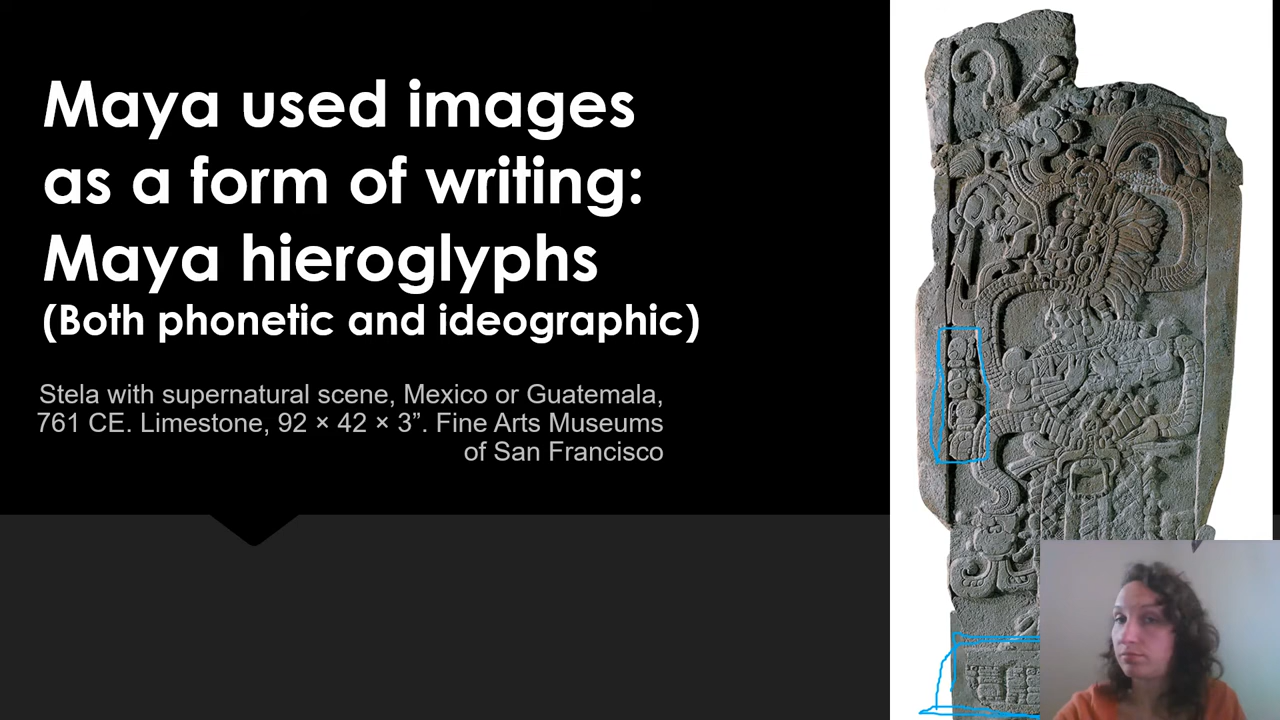 Maya used images
as a form of writing:
Maya hieroglyphs
(Both phonetic and ideographic)
Stela with supernatural scene, Mexico or Guatemala,
761 CE. Limestone, 92 × 42 × 3”. Fine Arts Museums
of San Francisco